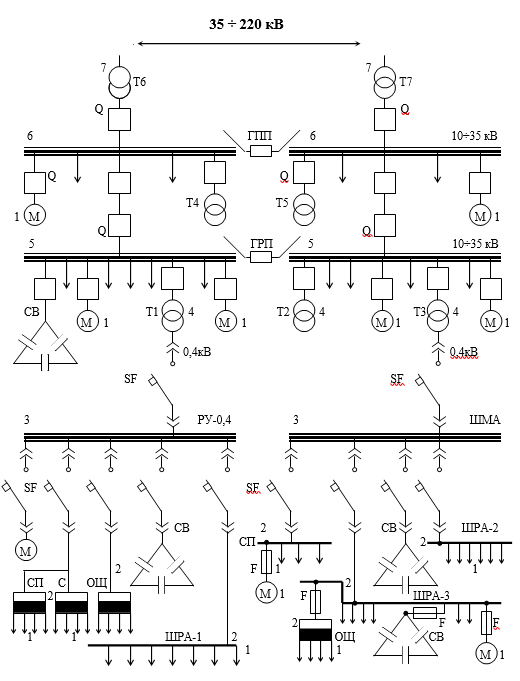 35 ÷ 220 кВ
7 Т6 7 Т7
Q Q
6 ГПП 6 10÷35 кВ
Q Q
1 М Т4 Т5 М 1
Q Q
5 ГРП 5 10÷35 кВ
СВ М 1 Т1 4 М 1 Т2 4 М 1 Т3 4 М 1
0,4кВ 0,4кВ
SF SF
3 РУ-0,4 3 ШМА
SF SF
М СВ СП 2 СВ 2 ШРА-2
F 1 1
СП С ОЩ 2 М 1
2 F 2 ШРА-3
1 1 1 ОЩ F СВ F
ШРА-1 2 1 1 М 1